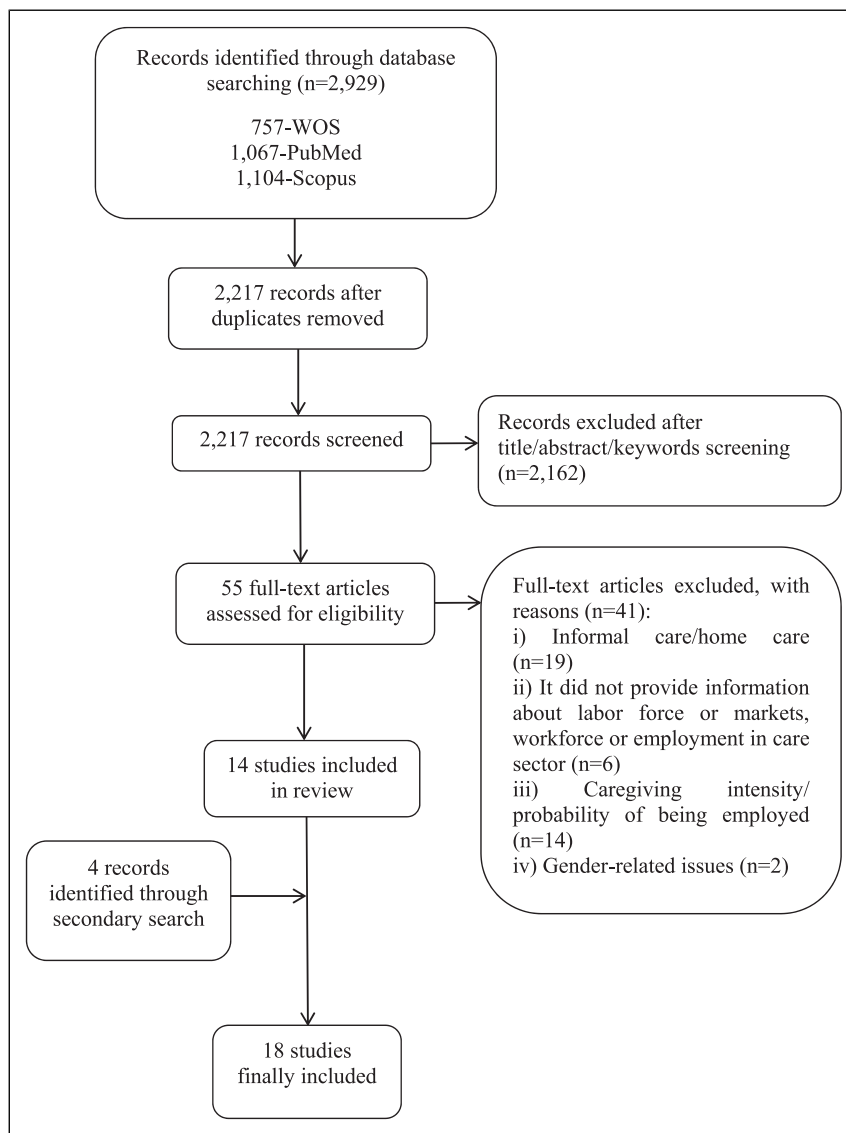 Records identified through database
searching (n=2,929)
757-WOS
1,067-PubMed
1,104-Scopus
2,217 records after
duplicates removed
2,217 records screened
Records excluded after
title/abstract/keywords screening
(n=2,162)
55 full-text articles
assessed for eligibility
Full-text articles excluded, with
reasons (n=41):
i) Informal care/home care
(n=19)
ii) It did not provide information
about labor force or markets,
workforce or employment in care
sector (n=6)
iii) Caregiving intensity/
probability of being employed
(n=14)
iv) Gender-related issues (n=2)
14 studies included
in review
4 records
identified through
secondary search
18 studies
finally included